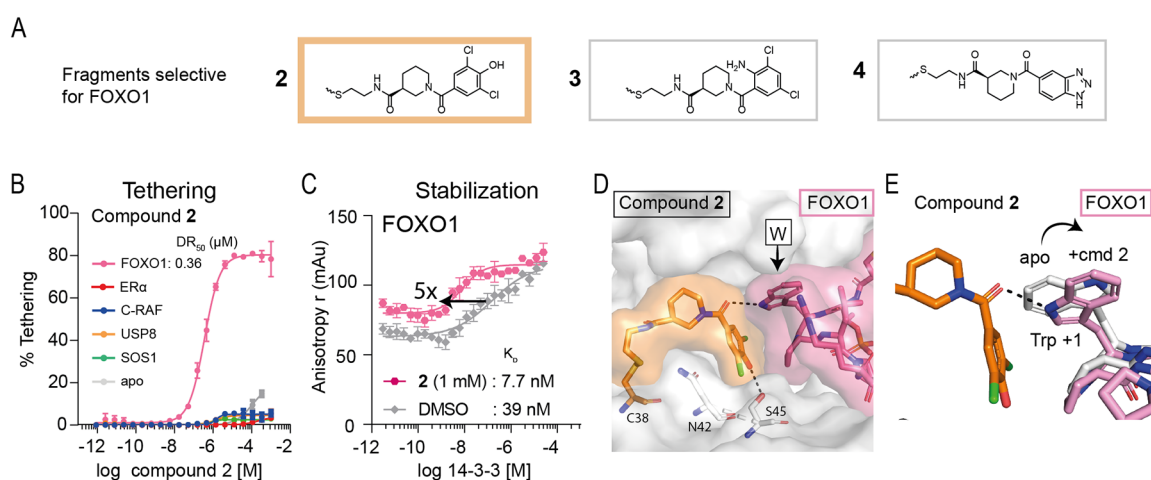 A
Fragments selective
for FOXO1
2
S
H
N
O
N
O
Cl
OH
Cl
3
S
H
N
O
N
O
H₂N
Cl
Cl
4
S
O
N
H
N
O
N
N
N
H
B
Tethering
Compound 2
DR₅₀ (μM)
FOXO1: 0.36
ERα
C-RAF
USP8
SOS1
apo
% Tethering
100
80
60
40
20
0
-12
-10
-8
-6
-4
-2
log compound 2 [M]
C
Stabilization
FOXO1
5x
K_D
2 (1 mM) : 7.7 nM
DMSO : 39 nM
Anisotropy r (mAu)
150
100
50
0
-12
-10
-8
-6
-4
log 14-3-3 [M]
D
Compound 2
FOXO1
W
C38
N42
S45
E
Compound 2
FOXO1
apo
+cmd 2
Trp +1